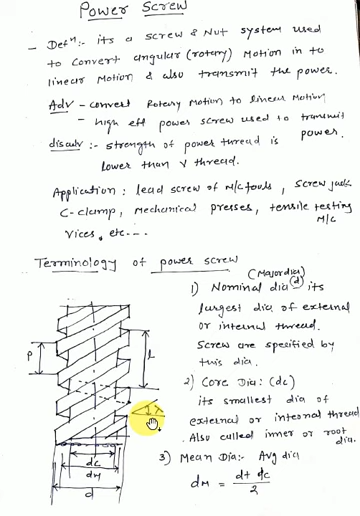 Power Screw
- Defⁿ :- its a screw & Nut system used
to convert angular (rotary) Motion in to
linear Motion & also transmit the power.
Adv - convert Rotary Motion to linear Motion
- high eff power screw used to transmit
power.
disadv :- strength of power thread is
lower than V thread.
Application : lead screw of M/c tools, screw jack
C-clamp, Mechanical presses, tensile testing
M/c
Vices, etc...
Terminology of power screw
(Major dia)
1) Nominal dia (d) its
largest dia of external
or internal thread.
Screw are specified by
this dia.
2) Core Dia : (dc)
its smallest dia of
external or internal thread
. Also called inner or root
dia.
3) Mean Dia:- Avg dia
dM = d + dc / 2
P
l
λ
dc
dM
d